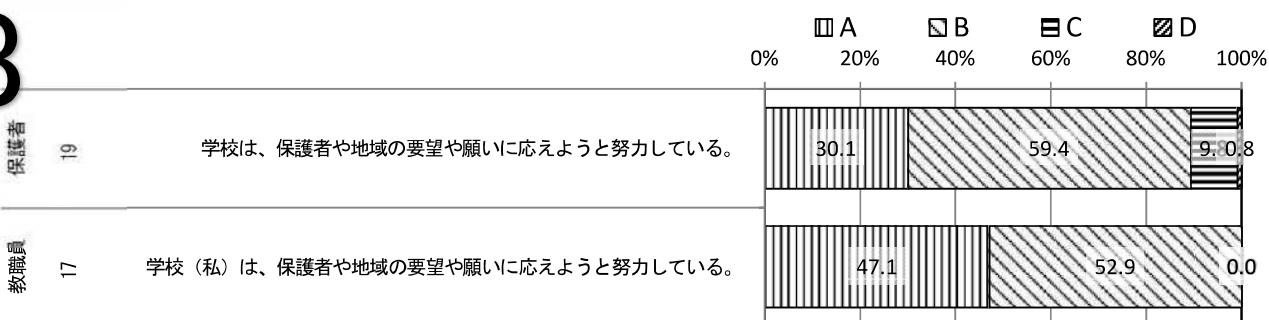 A B C D
0% 20% 40% 60% 80% 100%
保護者 19 学校は、保護者や地域の要望や願いに応えようと努力している。 30.1 59.4 0.8
教職員 17 学校（私）は、保護者や地域の要望や願いに応えようと努力している。 47.1 52.9 0.0